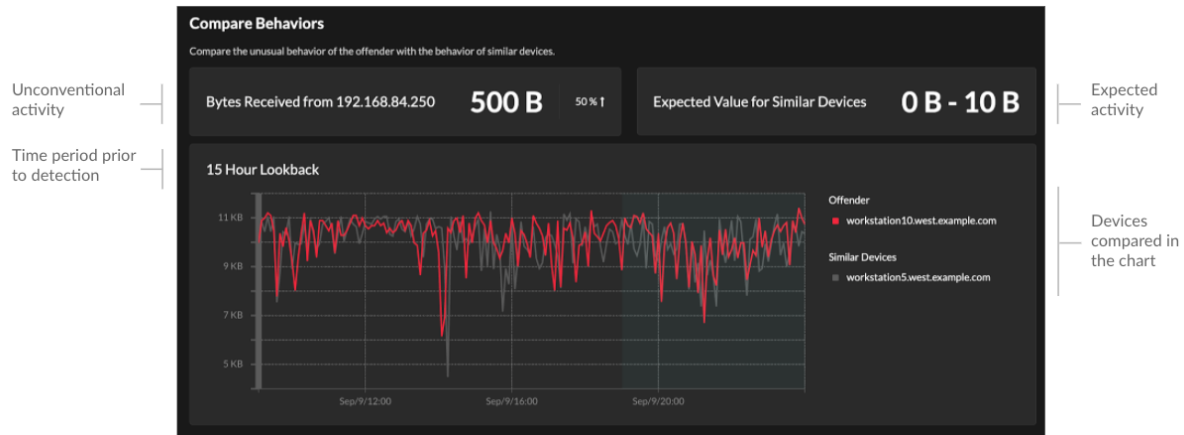 Compare Behaviors
Compare the unusual behavior of the offender with the behavior of similar devices.
Unconventional
activity
Bytes Received from 192.168.84.250
500 B
50 % ↑
Expected Value for Similar Devices
0 B - 10 B
Expected
activity
Time period prior
to detection
15 Hour Lookback
11 KB
9 KB
7 KB
5 KB
Sep/9/12:00
Sep/9/16:00
Sep/9/20:00
Offender
workstation10.west.example.com
Similar Devices
workstation5.west.example.com
Devices
compared in
the chart